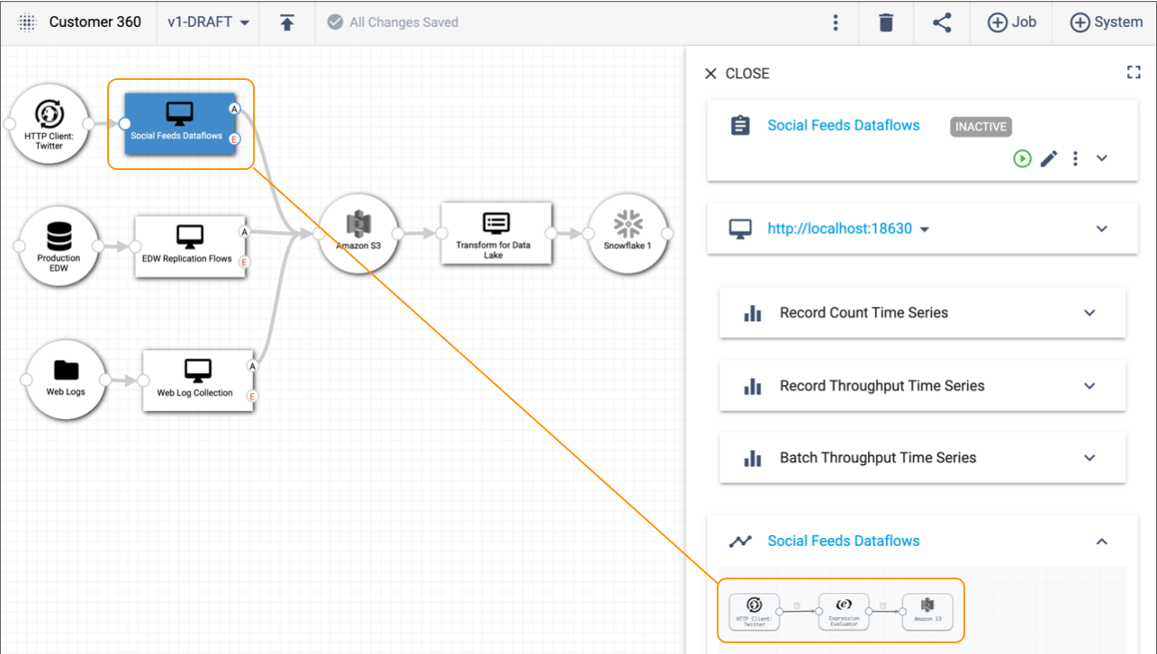 Customer 360
v1-DRAFT
All Changes Saved
Job
System
HTTP Client:
Twitter
Social Feeds Dataflows
A
E
Production
EDW
EDW Replication Flows
A
E
Web Logs
Web Log Collection
A
E
Amazon S3
Transform for Data
Lake
Snowflake 1
CLOSE
Social Feeds Dataflows
INACTIVE
http://localhost:18630
Record Count Time Series
Record Throughput Time Series
Batch Throughput Time Series
Social Feeds Dataflows
HTTP Client:
Twitter
Expression
Evaluator
Amazon S3